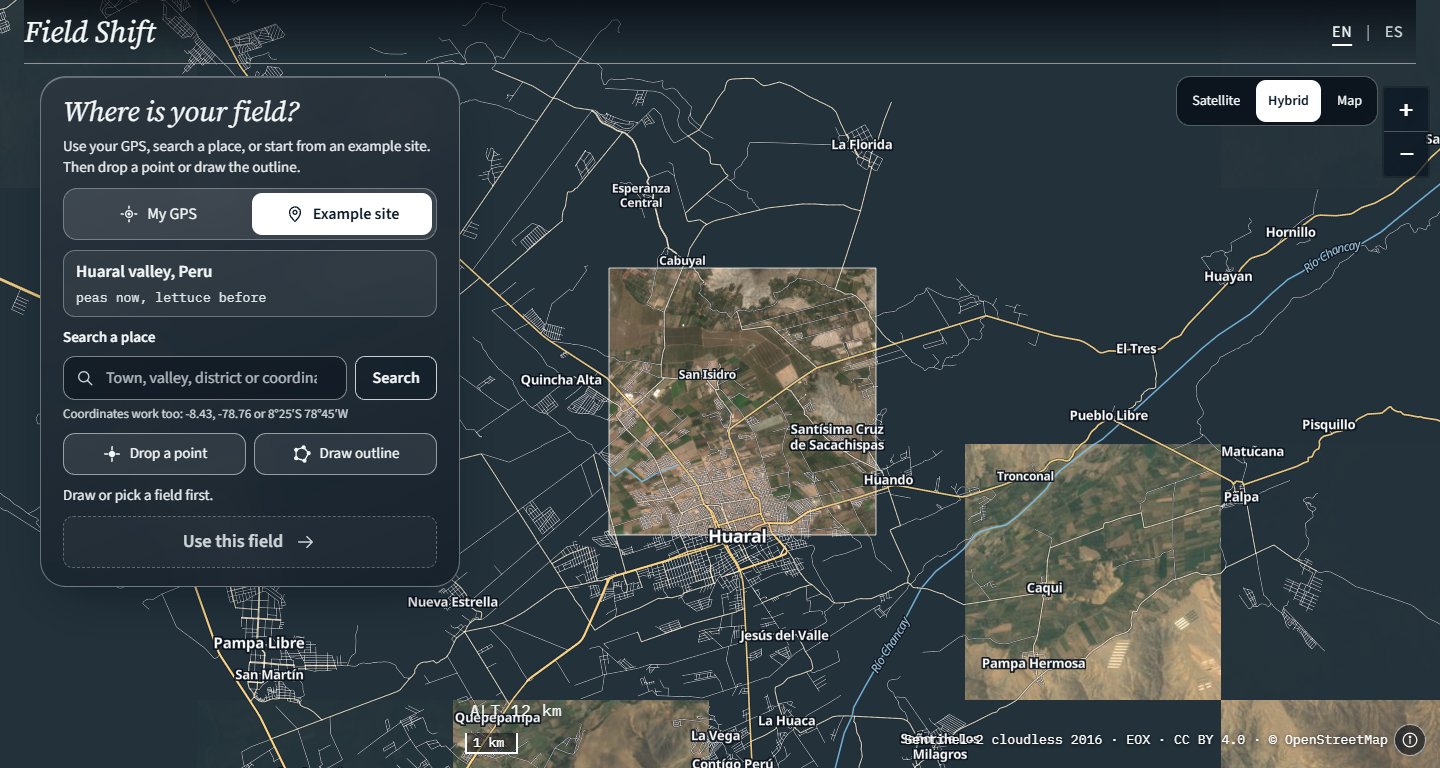 Field Shift
EN | ES
Where is your field?
Use your GPS, search a place, or start from an example site.
Then drop a point or draw the outline.
My GPS
Example site
Huaral valley, Peru
peas now, lettuce before
Search a place
Town, valley, district or coordina
Search
Coordinates work too: -8.43, -78.76 or 8°25′S 78°45′W
Drop a point
Draw outline
Draw or pick a field first.
Use this field →
Satellite
Hybrid
Map
+
−
Sa
La Florida
Esperanza
Central
Hornillo
Río Chancay
Cabuyal
Huayan
El Tres
San Isidro
Quincha Alta
Pueblo Libre
Pisquillo
Santísima Cruz
de Sacachispas
Matucana
Huando
Tronconal
Palpa
Huaral
Caqui
Nueva Estrella
Jesús del Valle
Río Chancay
Pampa Libre
Pampa Hermosa
San Martín
ALT 12 km
Quepepampa
La Huaca
La Vega
1 km
Milagros
Contigo Perú
Sentinel-2 cloudless 2016 · EOX · CC BY 4.0 · © OpenStreetMap